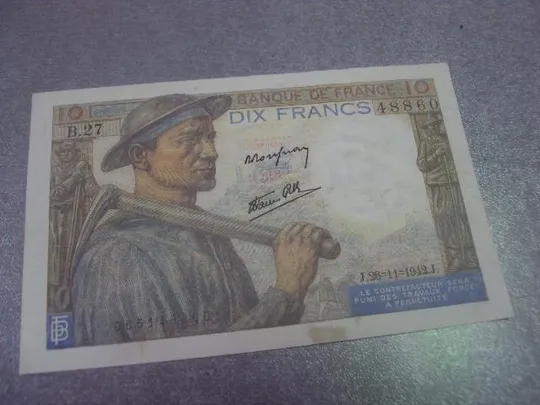 10 BANQUE DE FRANCE 10
B.27 DIX FRANCS 48860
J.26=11=1942.J.
LE CONTREFACTEUR SERA
PUNI DES TRAVAUX FORCÉS
A PERPÉTUITÉ